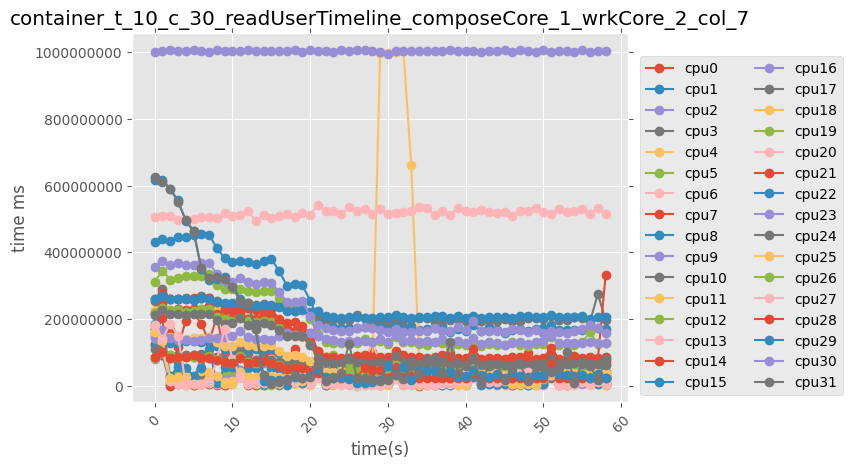 container_t_10_c_30_readUserTimeline_composeCore_1_wrkCore_2_col_7
1000000000
800000000
600000000
400000000
200000000
0
time ms
0
10
20
30
40
50
60
time(s)
cpu0
cpu1
cpu2
cpu3
cpu4
cpu5
cpu6
cpu7
cpu8
cpu9
cpu10
cpu11
cpu12
cpu13
cpu14
cpu15
cpu16
cpu17
cpu18
cpu19
cpu20
cpu21
cpu22
cpu23
cpu24
cpu25
cpu26
cpu27
cpu28
cpu29
cpu30
cpu31